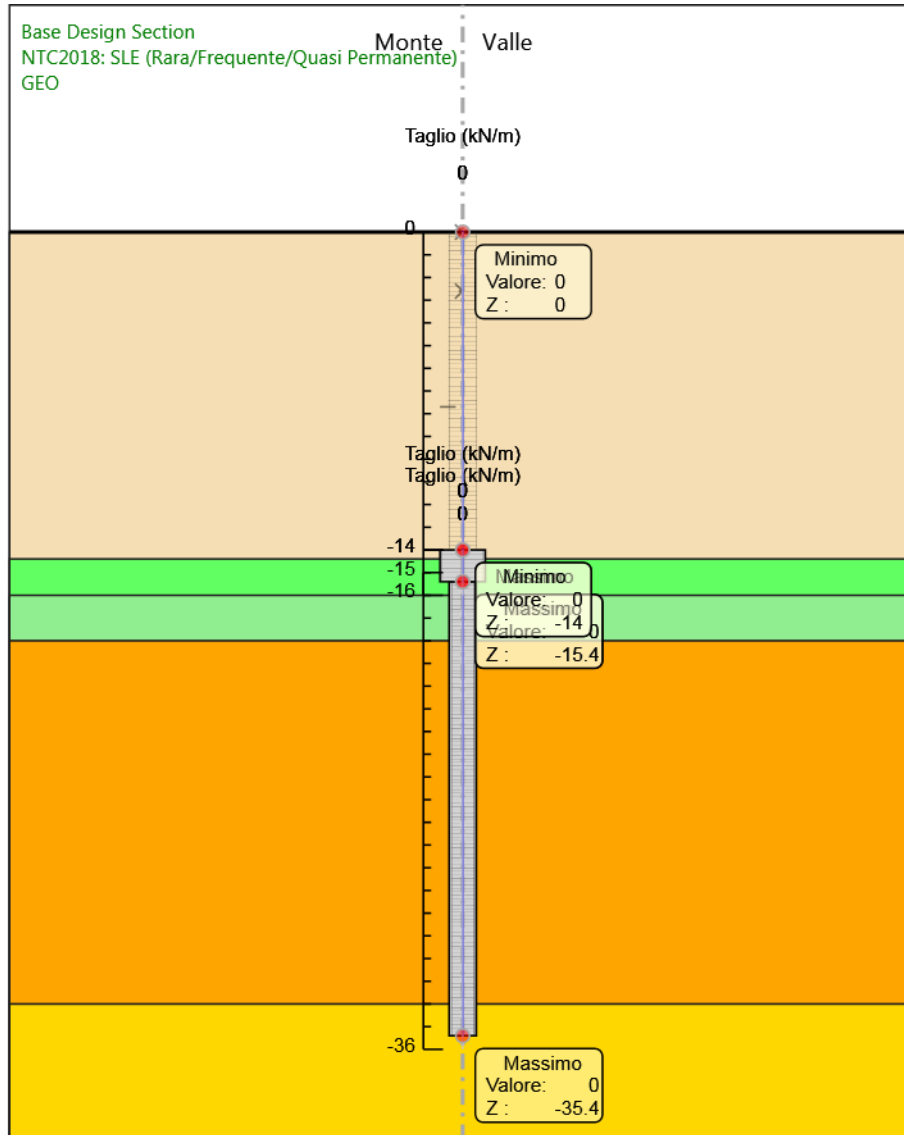 Base Design Section
NTC2018: SLE (Rara/Frequente/Quasi Permanente)
GEO
Monte
Valle
Taglio (kN/m)
0
0
Minimo
Valore: 0
Z : 0
Taglio (kN/m)
Taglio (kN/m)
0
0
-14
-15
-16
Massimo
Minimo
Valore: 0
Z : -14
Massimo
Valore: 0
Z : -15.4
-36
Massimo
Valore: 0
Z : -35.4